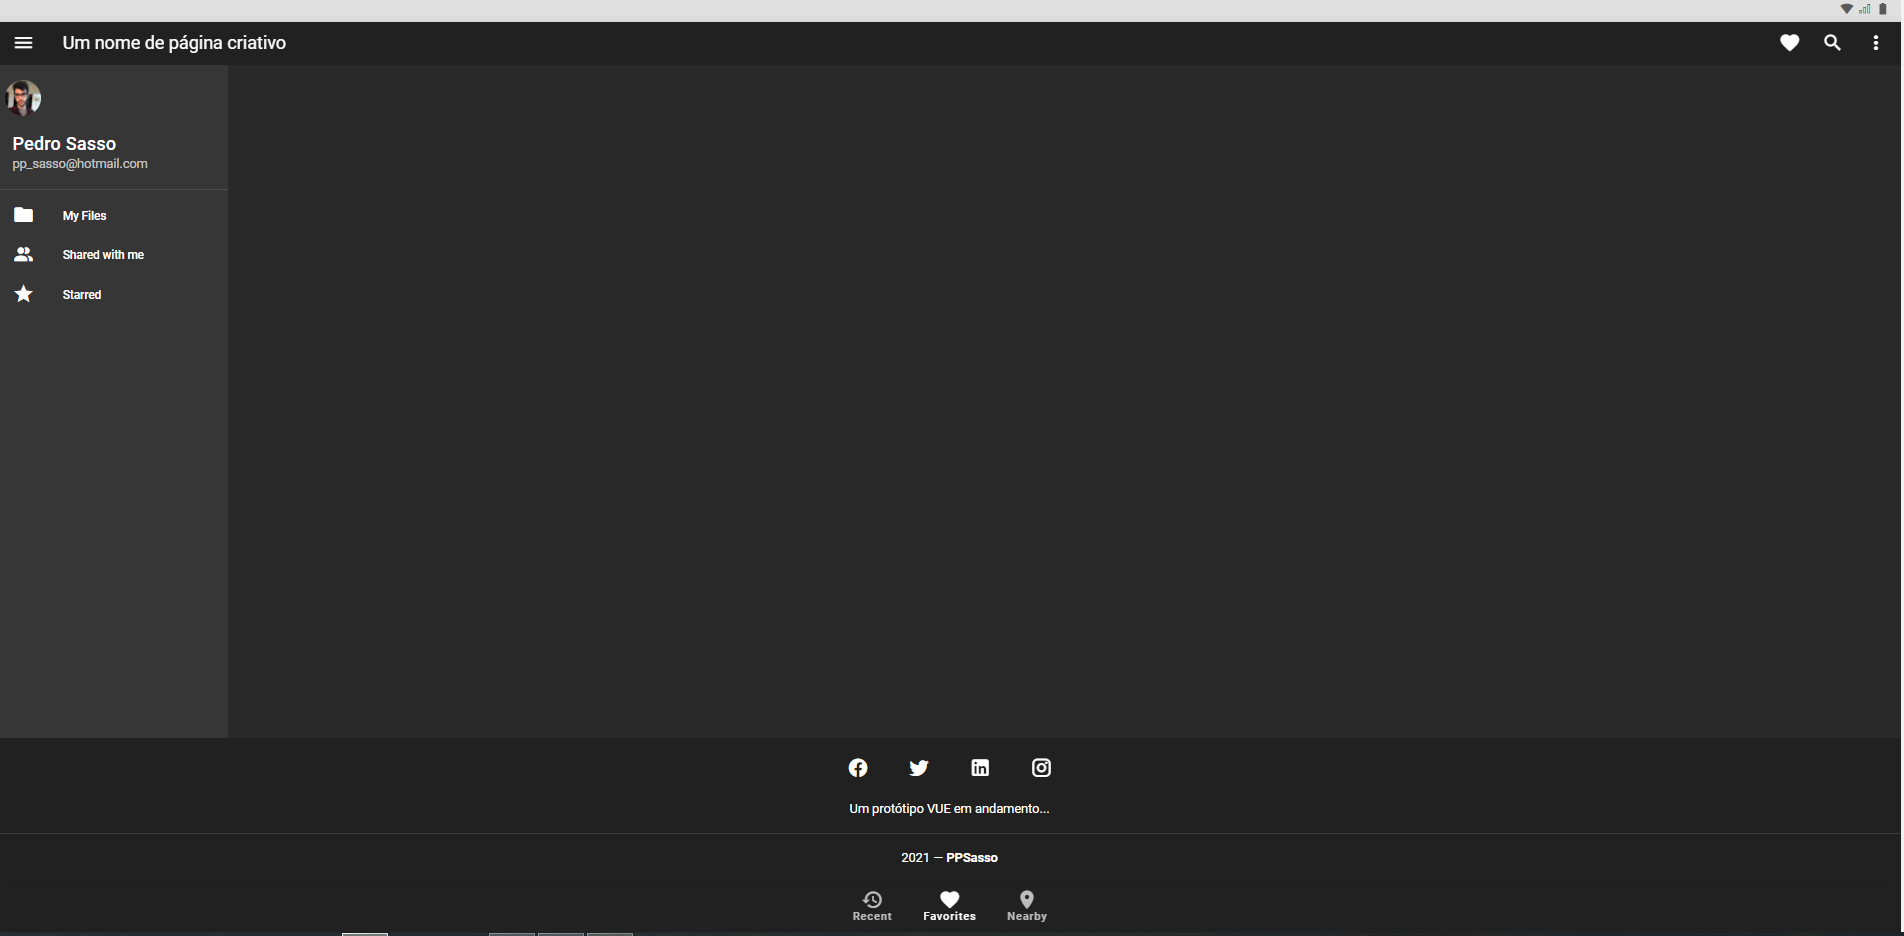 Um nome de página criativo
Pedro Sasso
pp_sasso@hotmail.com
My Files
Shared with me
Starred
Um protótipo VUE em andamento...
2021 — PPSasso
Recent
Favorites
Nearby